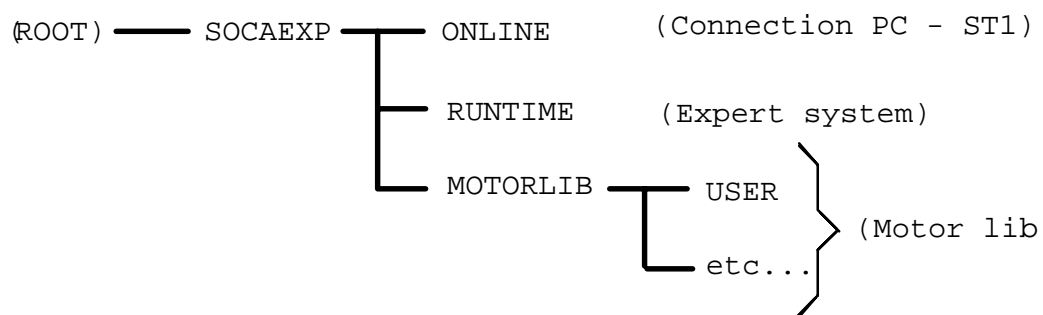 (ROOT) SOCAEXP ONLINE (Connection PC - ST1)
RUNTIME (Expert system)
MOTORLIB USER
(Motor lib
etc...